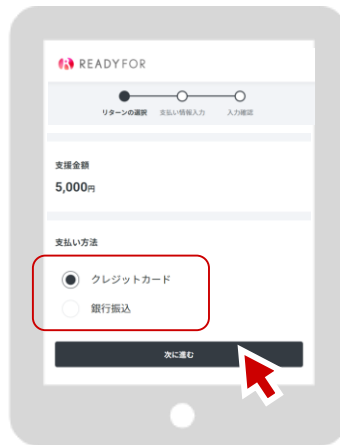 READYFOR
リターンの選択 支払い情報入力 入力確認
支援金額
5,000円
支払い方法
クレジットカード
銀行振込
次に進む